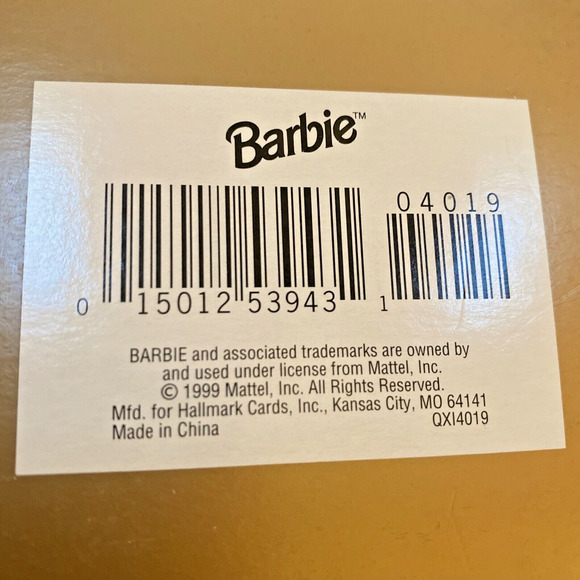 Barbie™
04019
0 15012 53943 1
BARBIE and associated trademarks are owned by
and used under license from Mattel, Inc.
© 1999 Mattel, Inc. All Rights Reserved.
Mfd. for Hallmark Cards, Inc., Kansas City, MO 64141
Made in China
QXI4019